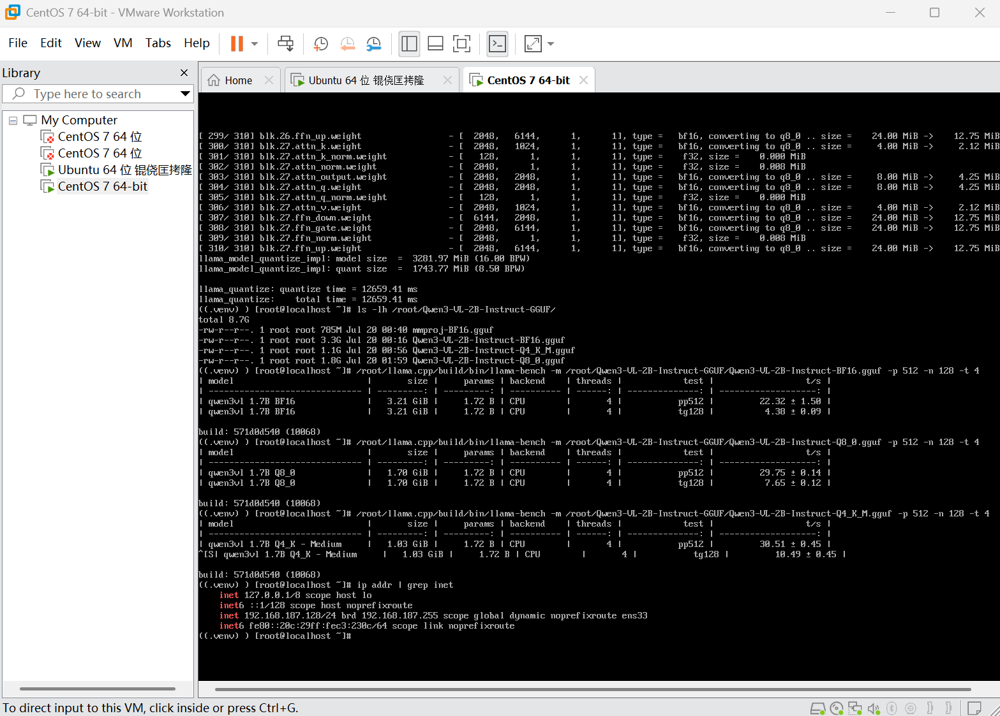 CentOS 7 64-bit - VMware Workstation
File Edit View VM Tabs Help
Library
Type here to search
My Computer
CentOS 7 64 位
CentOS 7 64 位
Ubuntu 64 位 锟侥匡拷隆
CentOS 7 64-bit
Home
Ubuntu 64 位 锟侥匡拷隆
CentOS 7 64-bit
[ 299/ 310] blk.26.ffn_up.weight - [ 2048, 6144, 1, 1], type = bf16, converting to q8_0 .. size = 24.00 MiB -> 12.75 MiB
[ 300/ 310] blk.27.attn_k.weight - [ 2048, 1024, 1, 1], type = bf16, converting to q8_0 .. size = 4.00 MiB -> 2.12 MiB
[ 301/ 310] blk.27.attn_k_norm.weight - [ 128, 1, 1, 1], type = f32, size = 0.000 MiB
[ 302/ 310] blk.27.attn_norm.weight - [ 2048, 1, 1, 1], type = f32, size = 0.008 MiB
[ 303/ 310] blk.27.attn_output.weight - [ 2048, 2048, 1, 1], type = bf16, converting to q8_0 .. size = 8.00 MiB -> 4.25 MiB
[ 304/ 310] blk.27.attn_q.weight - [ 2048, 2048, 1, 1], type = bf16, converting to q8_0 .. size = 8.00 MiB -> 4.25 MiB
[ 305/ 310] blk.27.attn_q_norm.weight - [ 128, 1, 1, 1], type = f32, size = 0.000 MiB
[ 306/ 310] blk.27.attn_v.weight - [ 2048, 1024, 1, 1], type = bf16, converting to q8_0 .. size = 4.00 MiB -> 2.12 MiB
[ 307/ 310] blk.27.ffn_down.weight - [ 6144, 2048, 1, 1], type = bf16, converting to q8_0 .. size = 24.00 MiB -> 12.75 MiB
[ 308/ 310] blk.27.ffn_gate.weight - [ 2048, 6144, 1, 1], type = bf16, converting to q8_0 .. size = 24.00 MiB -> 12.75 MiB
[ 309/ 310] blk.27.ffn_norm.weight - [ 2048, 1, 1, 1], type = f32, size = 0.008 MiB
[ 310/ 310] blk.27.ffn_up.weight - [ 2048, 6144, 1, 1], type = bf16, converting to q8_0 .. size = 24.00 MiB -> 12.75 MiB
llama_model_quantize_impl: model size = 3281.97 MiB (16.00 BPW)
llama_model_quantize_impl: quant size = 1743.77 MiB (8.50 BPW)
llama_quantize: quantize time = 12659.41 ms
llama_quantize: total time = 12659.41 ms
((.venv) ) [root@localhost ~]# ls -lh /root/Qwen3-VL-2B-Instruct-GGUF/
total 8.7G
-rw-r--r--. 1 root root 785M Jul 20 00:40 mmproj-BF16.gguf
-rw-r--r--. 1 root root 3.3G Jul 20 00:16 Qwen3-VL-2B-Instruct-BF16.gguf
-rw-r--r--. 1 root root 1.1G Jul 20 00:56 Qwen3-VL-2B-Instruct-Q4_K_M.gguf
-rw-r--r--. 1 root root 1.8G Jul 20 01:59 Qwen3-VL-2B-Instruct-Q8_0.gguf
((.venv) ) [root@localhost ~]# /root/llama.cpp/build/bin/llama-bench -m /root/Qwen3-VL-2B-Instruct-GGUF/Qwen3-VL-2B-Instruct-BF16.gguf -p 512 -n 128 -t 4
| model | size | params | backend | threads | test | t/s |
| ------------------------------ | ---------: | ---------: | ---------- | ------: | --------------: | -------------------: |
| qwen3vl 1.7B BF16 | 3.21 GiB | 1.72 B | CPU | 4 | pp512 | 22.32 ± 1.50 |
| qwen3vl 1.7B BF16 | 3.21 GiB | 1.72 B | CPU | 4 | tg128 | 4.38 ± 0.09 |
build: 571d0d540 (10068)
((.venv) ) [root@localhost ~]# /root/llama.cpp/build/bin/llama-bench -m /root/Qwen3-VL-2B-Instruct-GGUF/Qwen3-VL-2B-Instruct-Q8_0.gguf -p 512 -n 128 -t 4
| model | size | params | backend | threads | test | t/s |
| ------------------------------ | ---------: | ---------: | ---------- | ------: | --------------: | -------------------: |
| qwen3vl 1.7B Q8_0 | 1.70 GiB | 1.72 B | CPU | 4 | pp512 | 29.75 ± 0.14 |
| qwen3vl 1.7B Q8_0 | 1.70 GiB | 1.72 B | CPU | 4 | tg128 | 7.65 ± 0.12 |
build: 571d0d540 (10068)
((.venv) ) [root@localhost ~]# /root/llama.cpp/build/bin/llama-bench -m /root/Qwen3-VL-2B-Instruct-GGUF/Qwen3-VL-2B-Instruct-Q4_K_M.gguf -p 512 -n 128 -t 4
| model | size | params | backend | threads | test | t/s |
| ------------------------------ | ---------: | ---------: | ---------- | ------: | --------------: | -------------------: |
| qwen3vl 1.7B Q4_K - Medium | 1.03 GiB | 1.72 B | CPU | 4 | pp512 | 30.51 ± 0.45 |
^[S| qwen3vl 1.7B Q4_K - Medium | 1.03 GiB | 1.72 B | CPU | 4 | tg128 | 10.49 ± 0.45 |
build: 571d0d540 (10068)
((.venv) ) [root@localhost ~]# ip addr | grep inet
inet 127.0.0.1/8 scope host lo
inet6 ::1/128 scope host noprefixroute
inet 192.168.187.128/24 brd 192.168.187.255 scope global dynamic noprefixroute ens33
inet6 fe80::20c:29ff:fec3:230c/64 scope link noprefixroute
((.venv) ) [root@localhost ~]#
To direct input to this VM, click inside or press Ctrl+G.